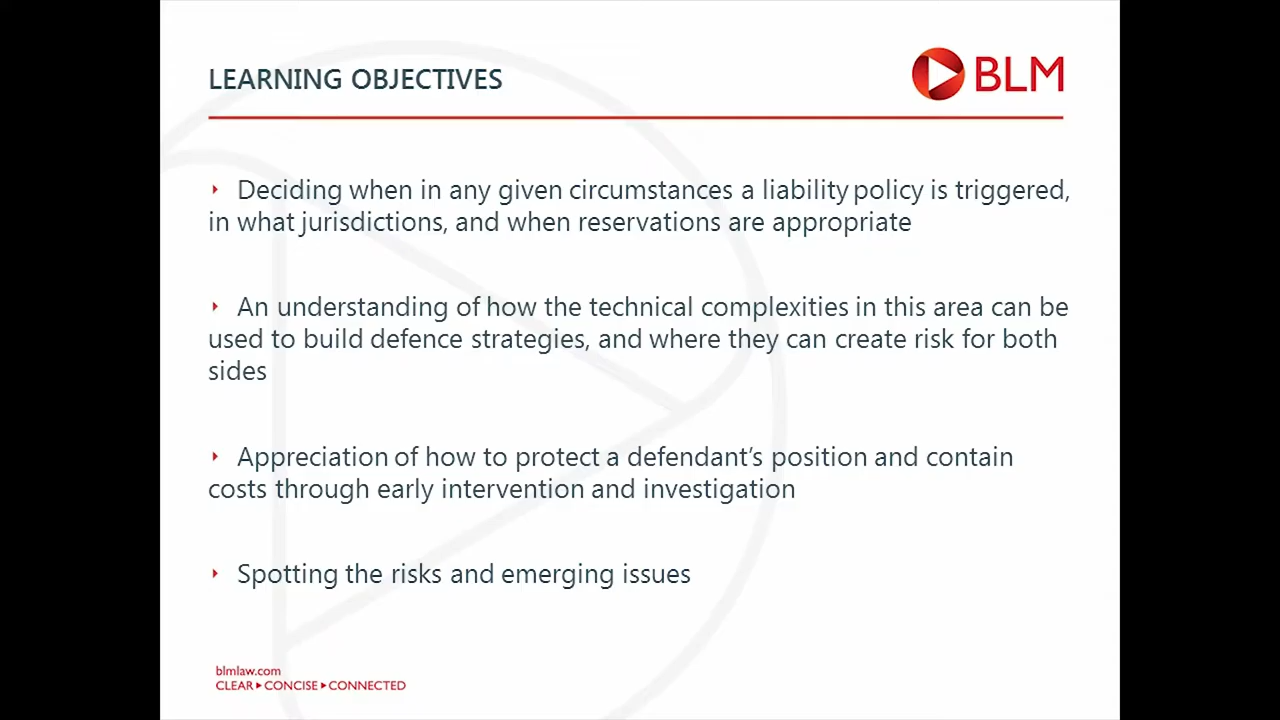 LEARNING OBJECTIVES
BLM
Deciding when in any given circumstances a liability policy is triggered,
in what jurisdictions, and when reservations are appropriate
An understanding of how the technical complexities in this area can be
used to build defence strategies, and where they can create risk for both
sides
Appreciation of how to protect a defendant’s position and contain
costs through early intervention and investigation
Spotting the risks and emerging issues
blmlaw.com
CLEAR▸CONCISE▸CONNECTED